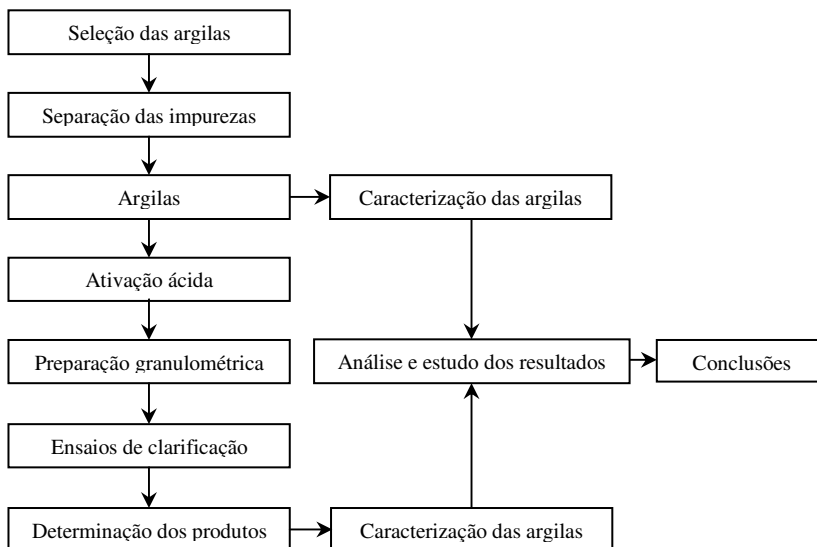 Seleção das argilas
Separação das impurezas
Argilas
Caracterização das argilas
Ativação ácida
Preparação granulométrica
Análise e estudo dos resultados
Conclusões
Ensaios de clarificação
Determinação dos produtos
Caracterização das argilas